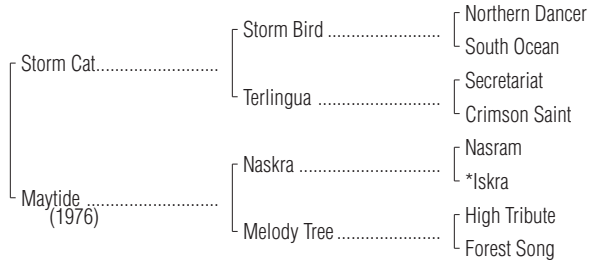 Northern Dancer
Storm Bird ..........................
South Ocean
Storm Cat............................
Secretariat
Terlingua ............................
Crimson Saint
Nasram
Naskra ................................
*Iskra
Maytide ..............................
(1976)
High Tribute
Melody Tree........................
Forest Song